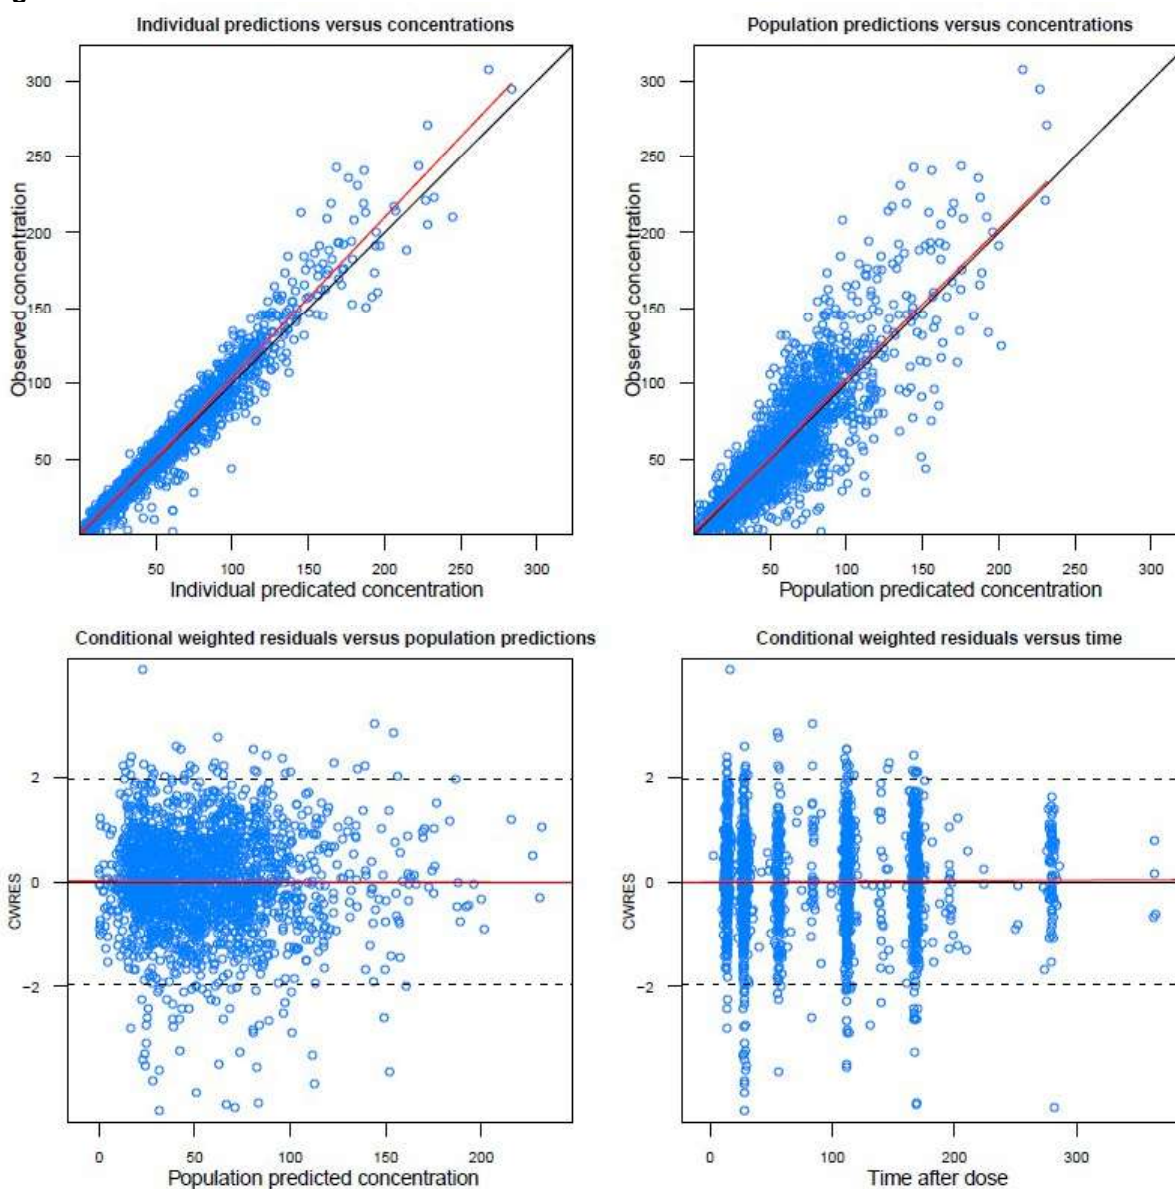 Individual predictions versus concentrations
300
250
200
150
100
50
Observed concentration
50 100 150 200 250 300
Individual predicated concentration
Population predictions versus concentrations
300
250
200
150
100
50
Observed concentration
50 100 150 200 250 300
Population predicated concentration
Conditional weighted residuals versus population predictions
2
0
−2
CWRES
0 50 100 150 200
Population predicted concentration
Conditional weighted residuals versus time
2
0
−2
CWRES
0 100 200 300
Time after dose